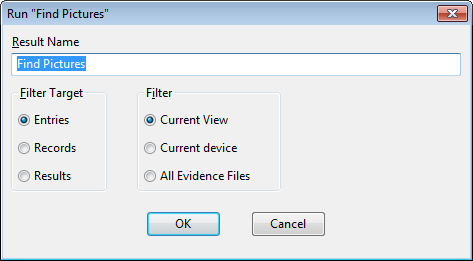 Run "Find Pictures"
Result Name
Find Pictures
Filter Target
Filter
Entries
Current View
Records
Current device
Results
All Evidence Files
OK
Cancel